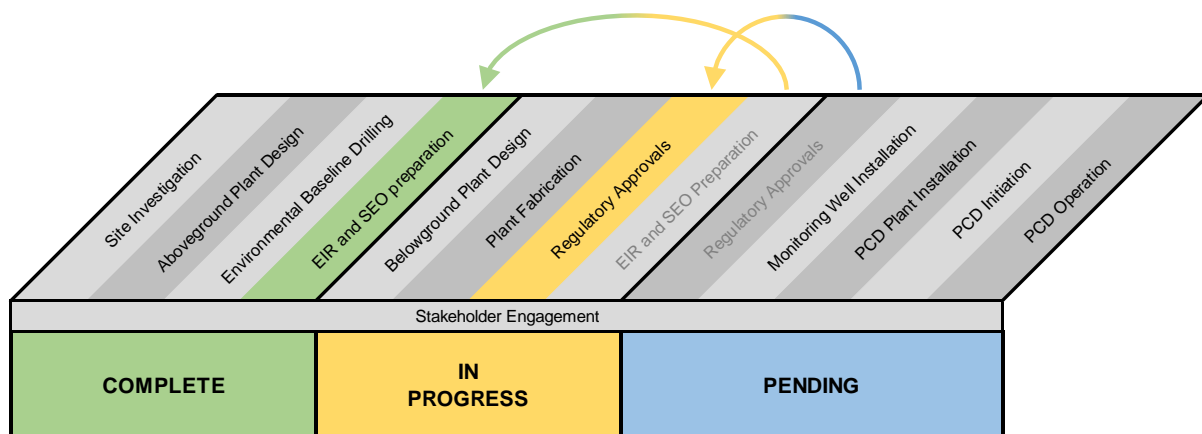 Site Investigation
Aboveground Plant Design
Environmental Baseline Drilling
EIR and SEO preparation
Belowground Plant Design
Plant Fabrication
Regulatory Approvals
EIR and SEO Preparation
Regulatory Approvals
Monitoring Well Installation
PCD Plant Installation
PCD Initiation
PCD Operation
Stakeholder Engagement
COMPLETE
IN
PROGRESS
PENDING